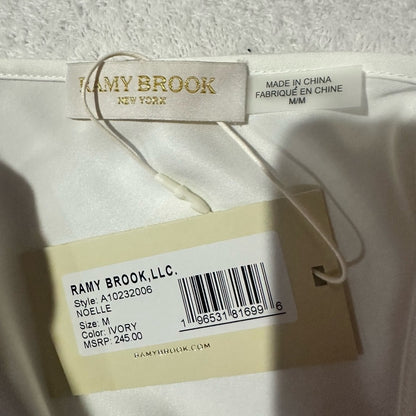 RAMY BROOK
NEW YORK
MADE IN CHINA
FABRIQUÉ EN CHINE
M/M
RAMY BROOK, LLC.
Style: A10232006
NOELLE
Size: M
Color: IVORY
MSRP: 245.00
1 96531 81699 6
RAMYBROOK.COM